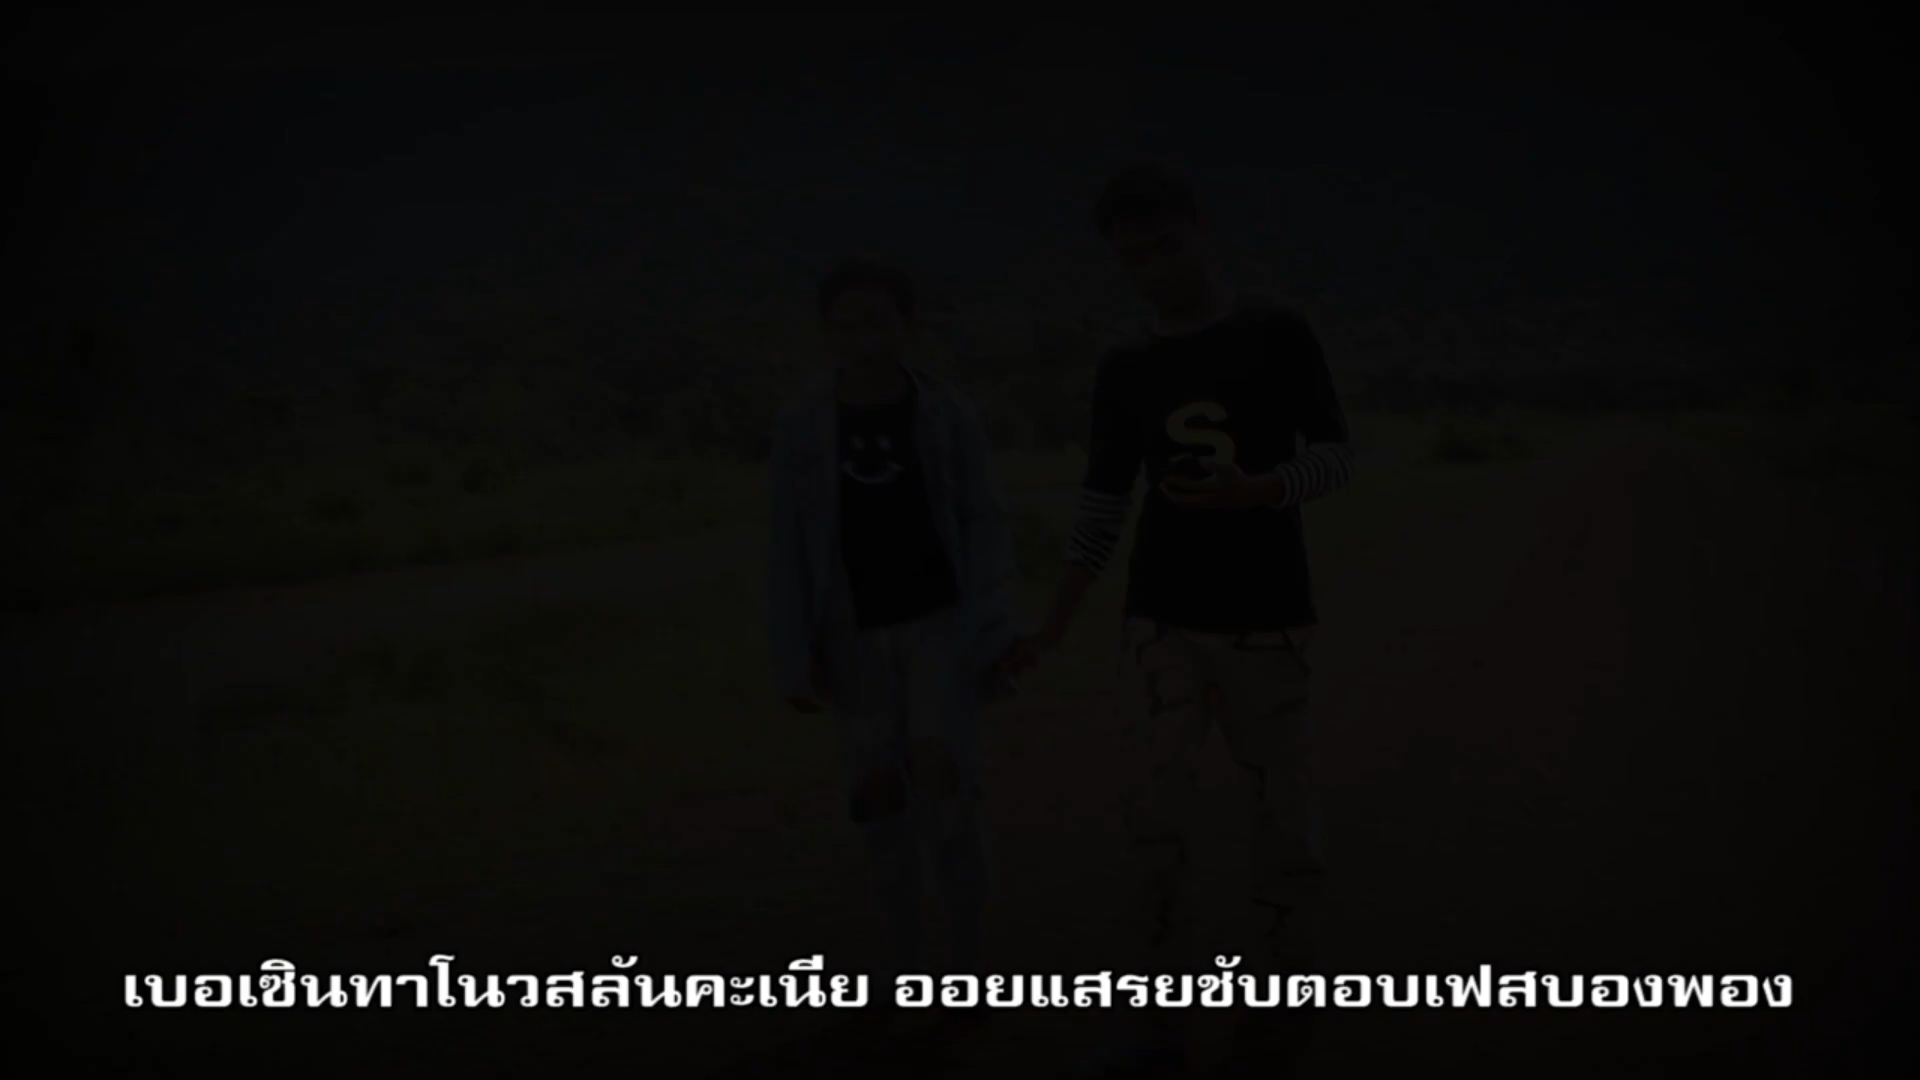 S
เบอเซินทาโนวสลันคะเนีย ออยแสรยชับตอบเฟสบองพอง